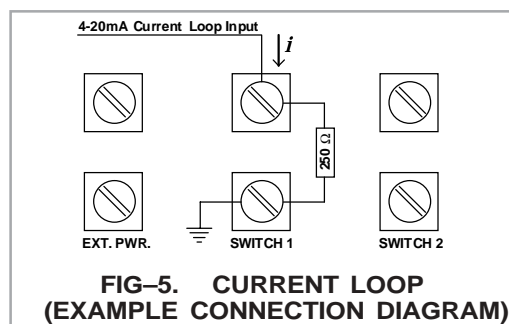 4-20mA Current Loop Input
i
250 Ω
EXT. PWR.
SWITCH 1
SWITCH 2
FIG–5. CURRENT LOOP
(EXAMPLE CONNECTION DIAGRAM)